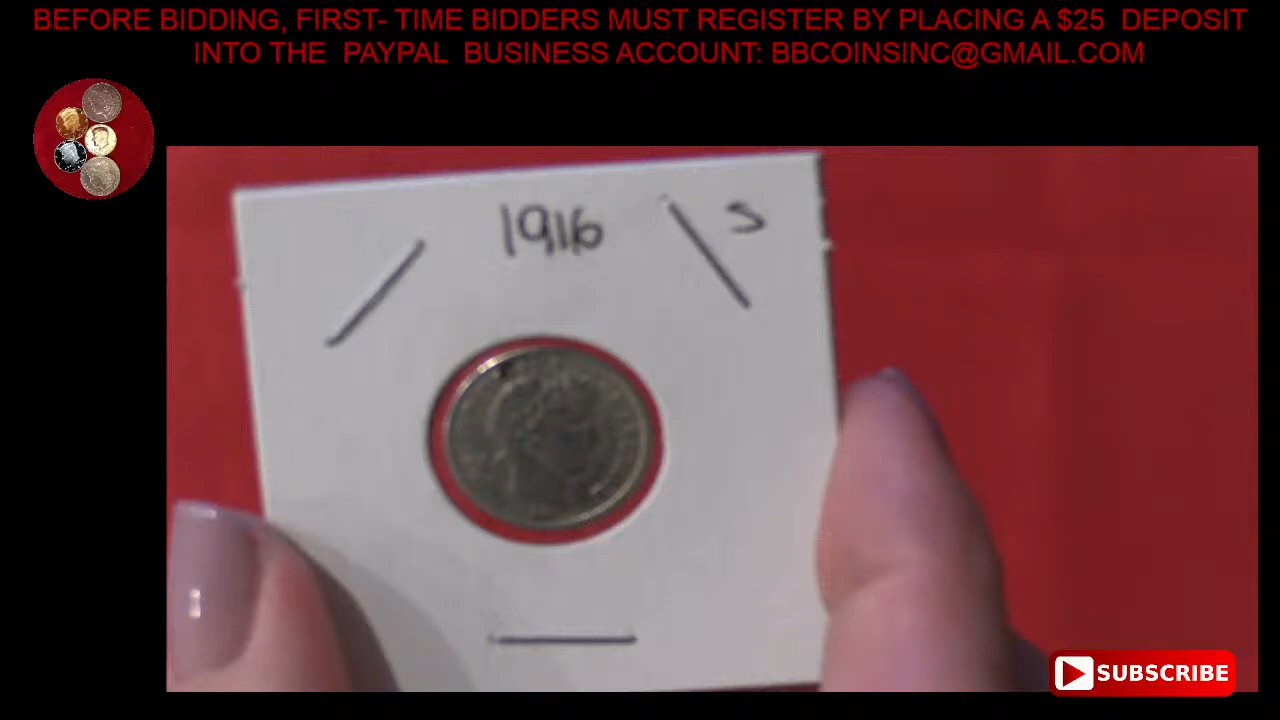 BEFORE BIDDING, FIRST- TIME BIDDERS MUST REGISTER BY PLACING A $25 DEPOSIT
INTO THE PAYPAL BUSINESS ACCOUNT: BBCOINSINC@GMAIL.COM
1916 S
SUBSCRIBE